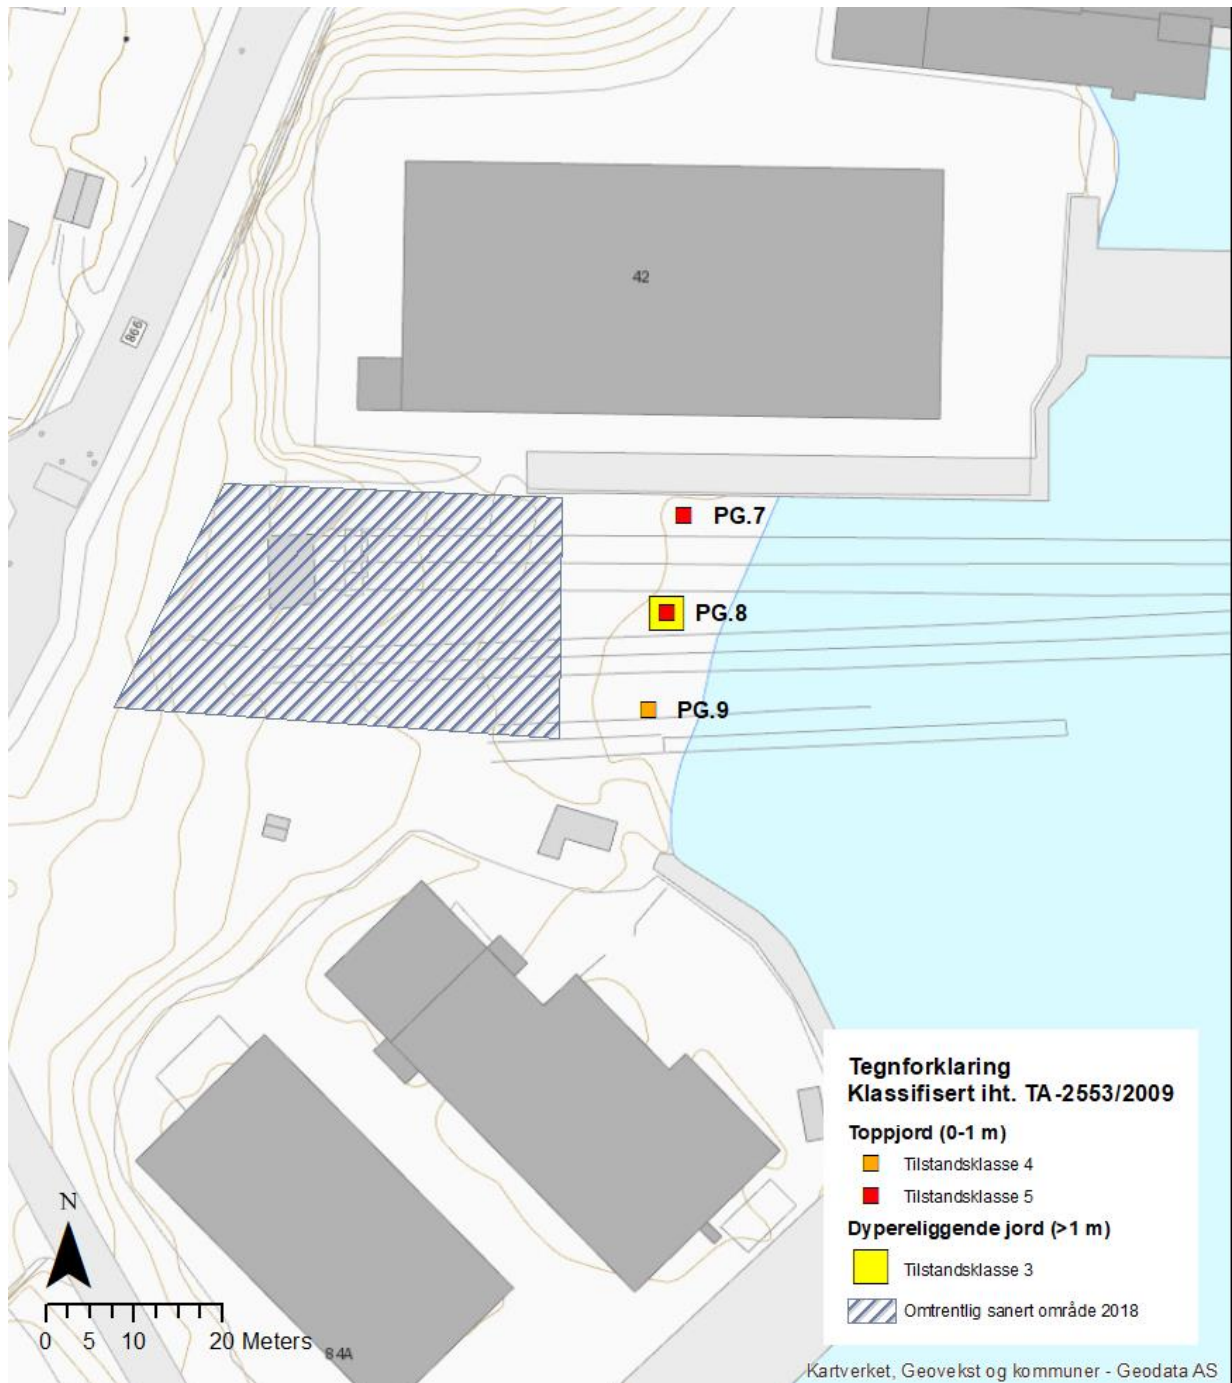 42
866
PG.7
PG.8
PG.9
Tegnforklaring
Klassifisert iht. TA-2553/2009
Toppjord (0-1 m)
Tilstandsklasse 4
Tilstandsklasse 5
Dypereliggende jord (>1 m)
Tilstandsklasse 3
Omtrentlig sanert område 2018
N
0 5 10 20 Meters
84A
Kartverket, Geovekst og kommuner - Geodata AS